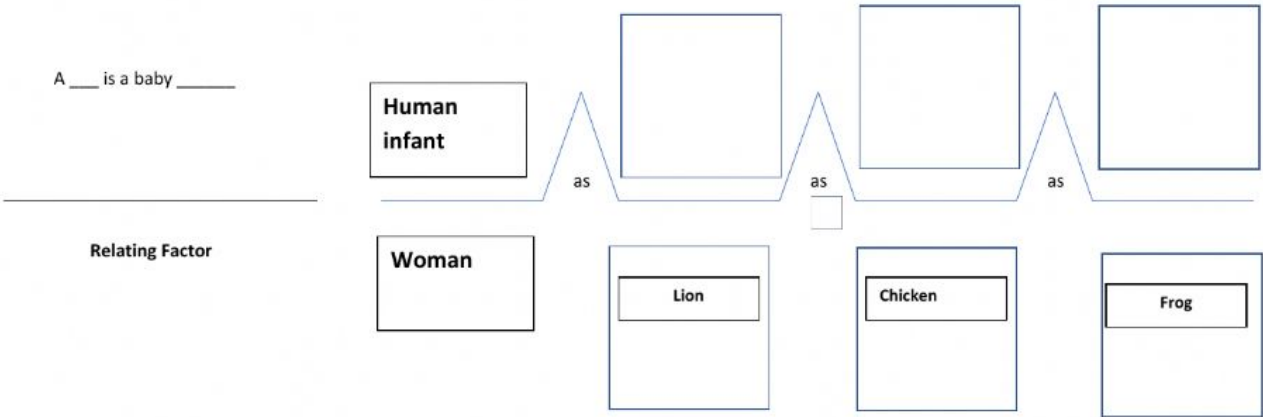 A ___ is a baby ______
Human
infant
as
as
as
Relating Factor
Woman
Lion
Chicken
Frog